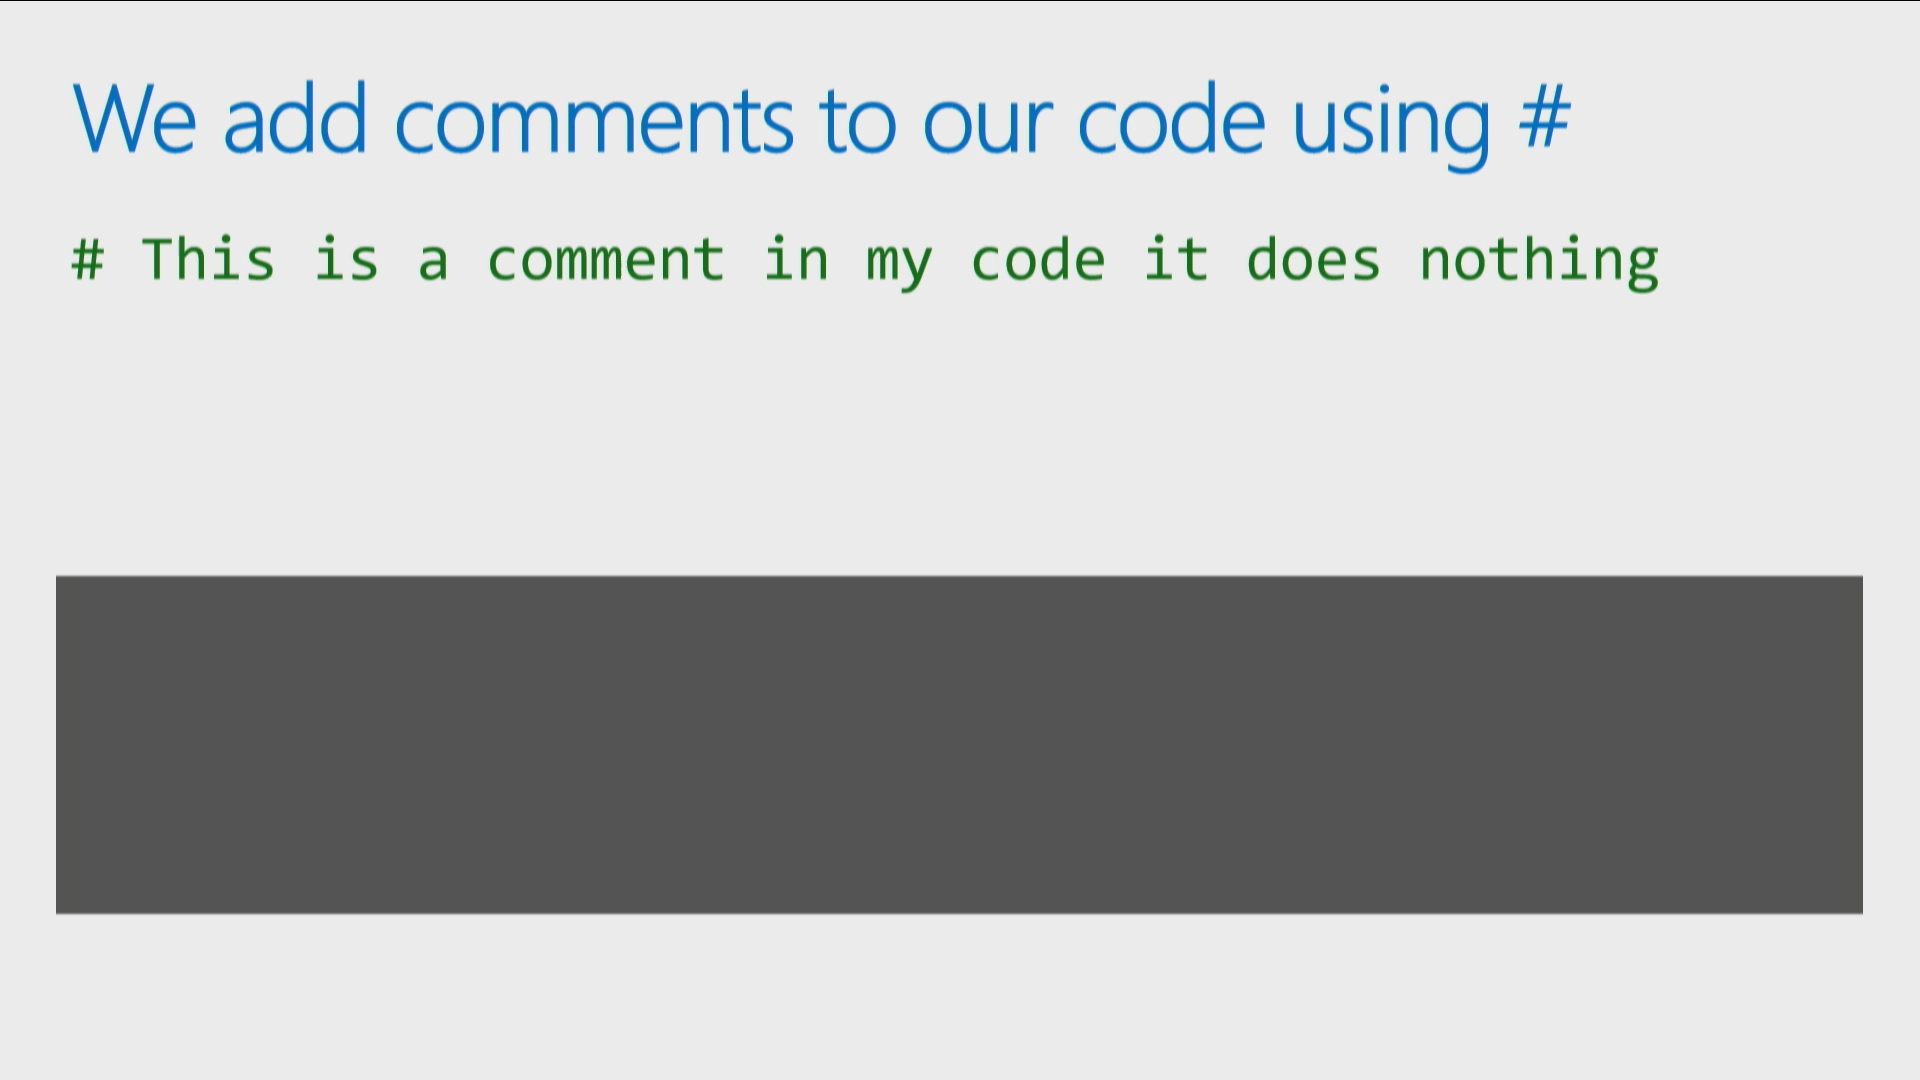 We add comments to our code using #
# This is a comment in my code it does nothing